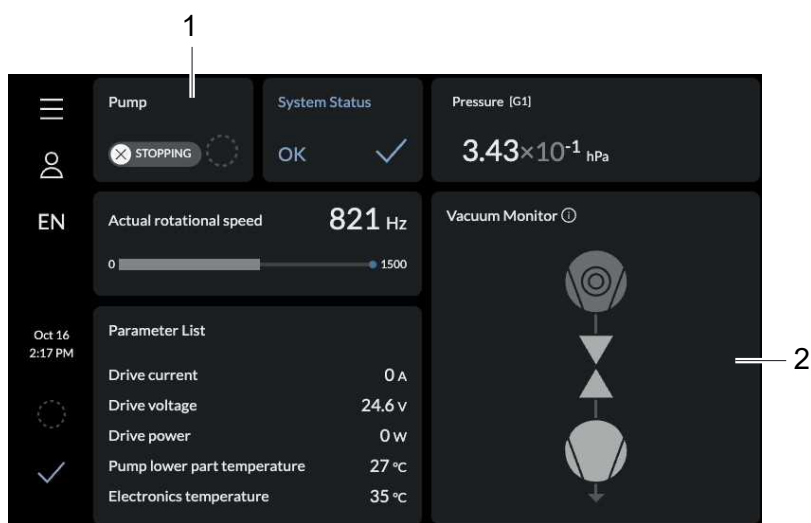 1
Pump
System Status
Pressure [G1]
STOPPING
OK
3.43×10⁻¹ hPa
EN
Actual rotational speed
821 Hz
0
1500
Vacuum Monitor ⓘ
2
Oct 16
2:17 PM
Parameter List
Drive current 0 A
Drive voltage 24.6 V
Drive power 0 W
Pump lower part temperature 27 °C
Electronics temperature 35 °C